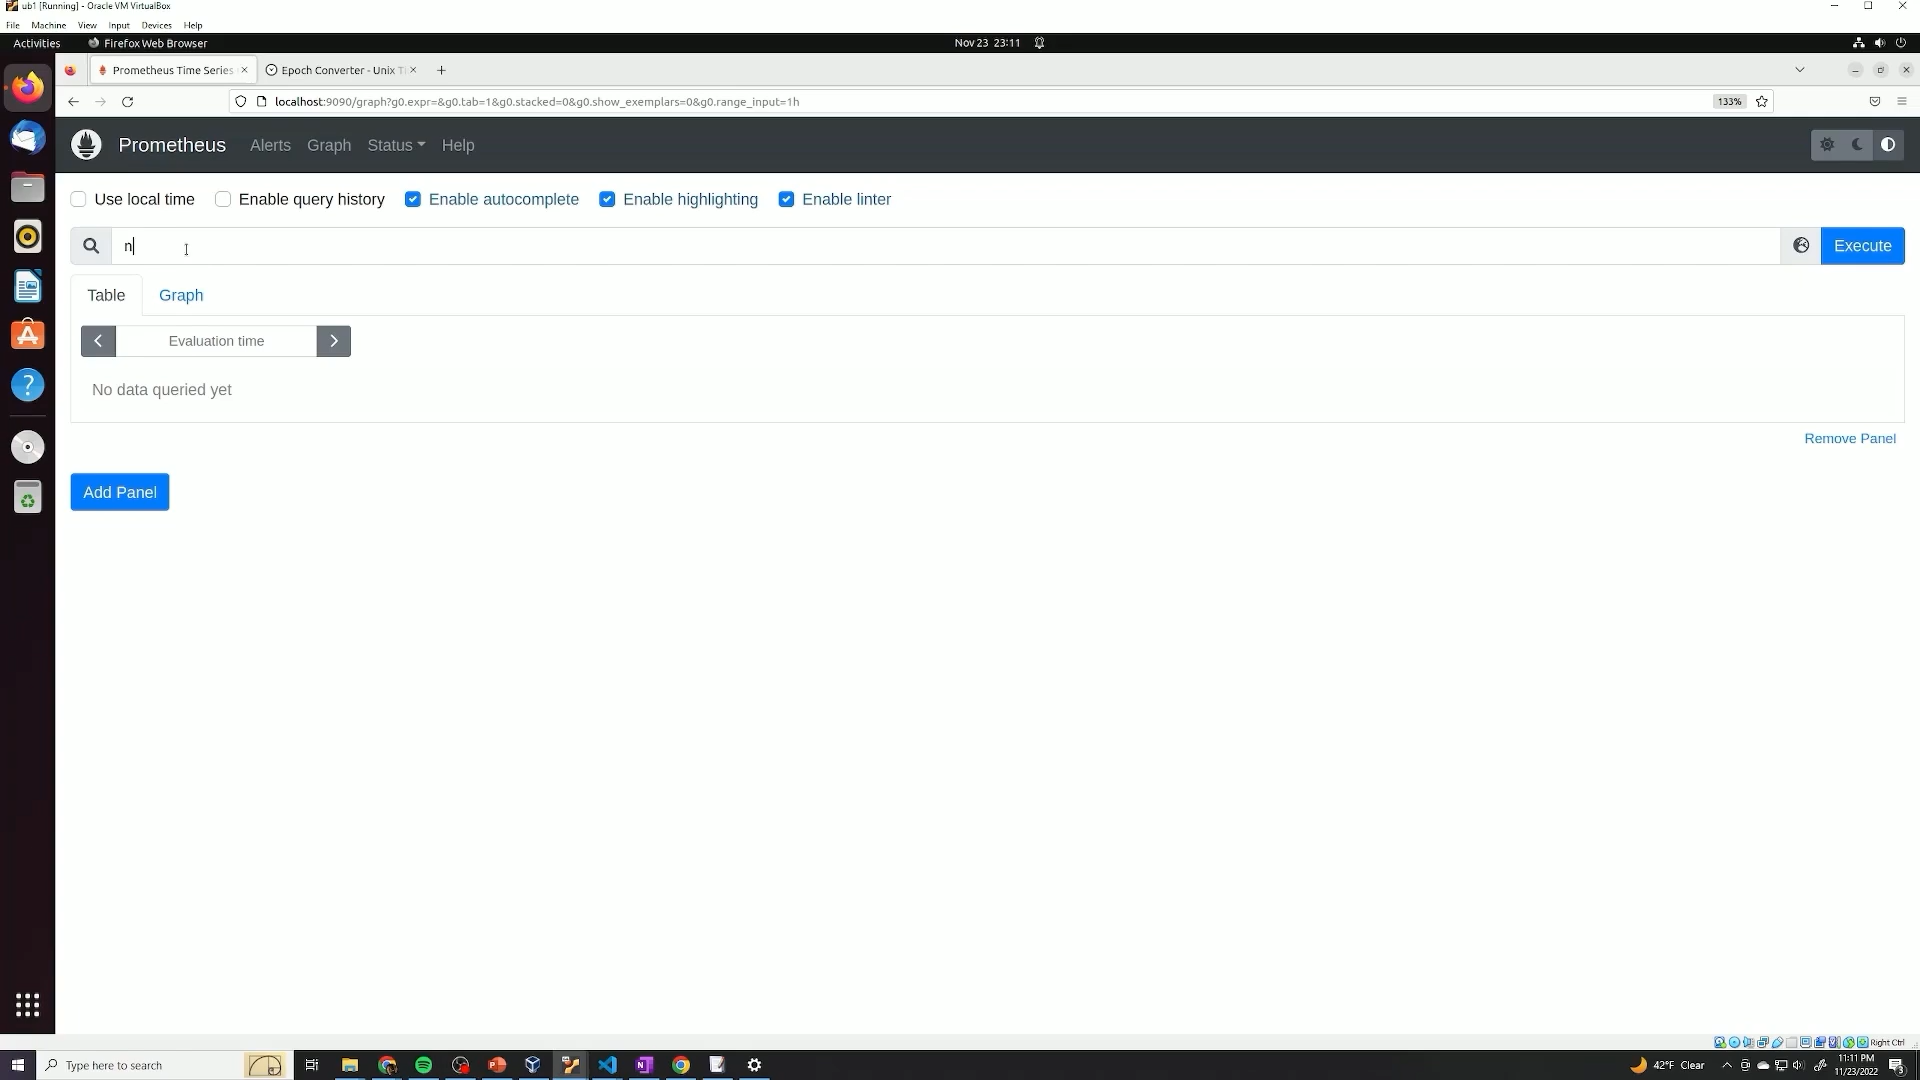 ub1 [Running] - Oracle VM VirtualBox
File Machine View Input Devices Help
Activities Firefox Web Browser Nov 23 23:11
Prometheus Time Series Epoch Converter - Unix Ti
localhost:9090/graph?g0.expr=&g0.tab=1&g0.stacked=0&g0.show_exemplars=0&g0.range_input=1h 133%
Prometheus Alerts Graph Status Help
Use local time Enable query history Enable autocomplete Enable highlighting Enable linter
n Execute
Table Graph
Evaluation time
No data queried yet
Remove Panel
Add Panel
Right Ctrl
Type here to search 42°F Clear 11:11 PM
11/23/2022 3